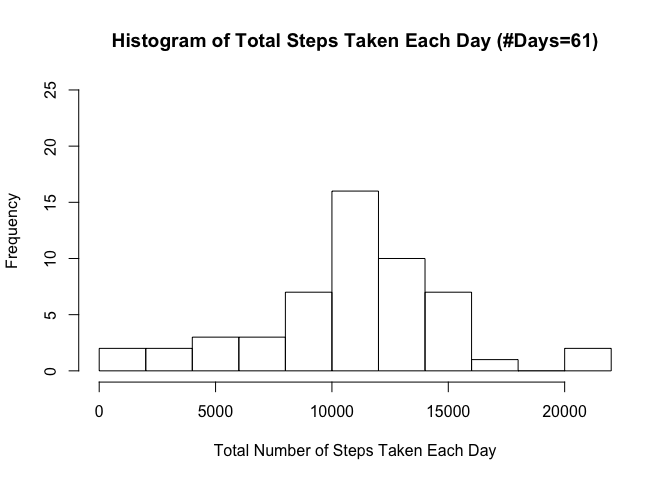 Histogram of Total Steps Taken Each Day (#Days=61)
25
20
15
10
5
0
Frequency
0 5000 10000 15000 20000
Total Number of Steps Taken Each Day